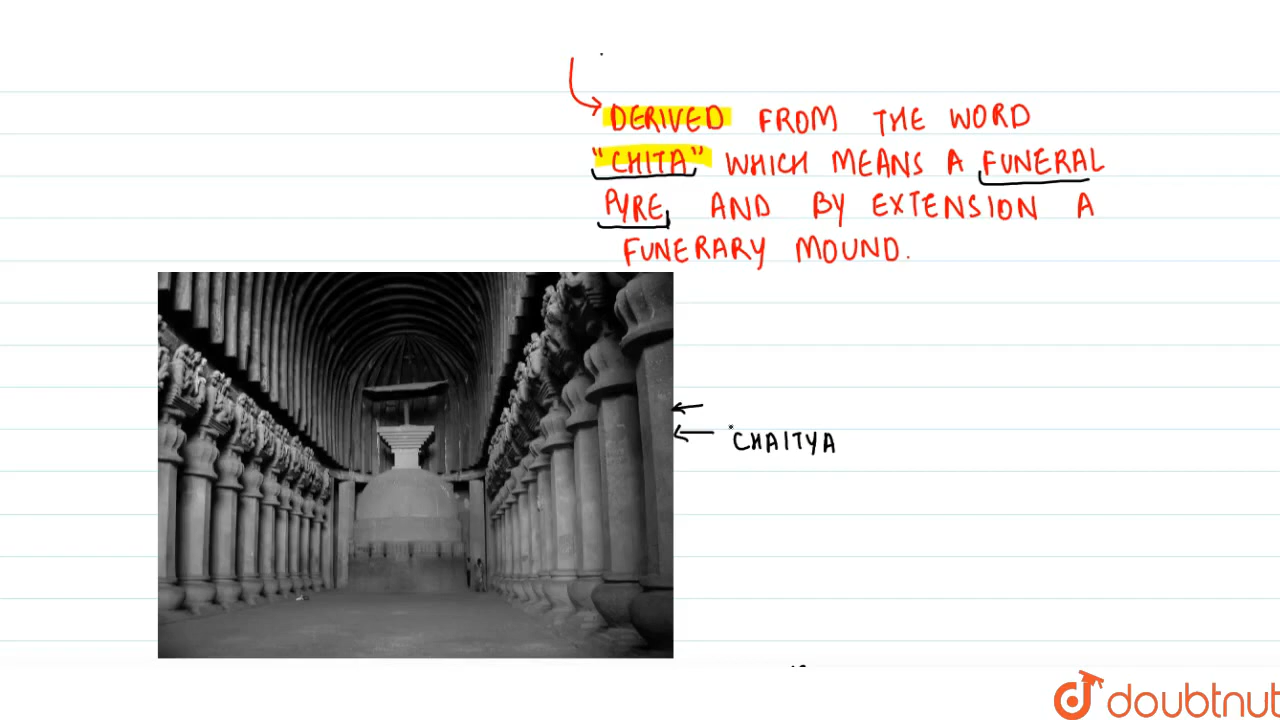 DERIVED FROM THE WORD
"CHITA" WHICH MEANS A FUNERAL
PYRE, AND BY EXTENSION A
FUNERARY MOUND.
CHAITYA
doubtnut